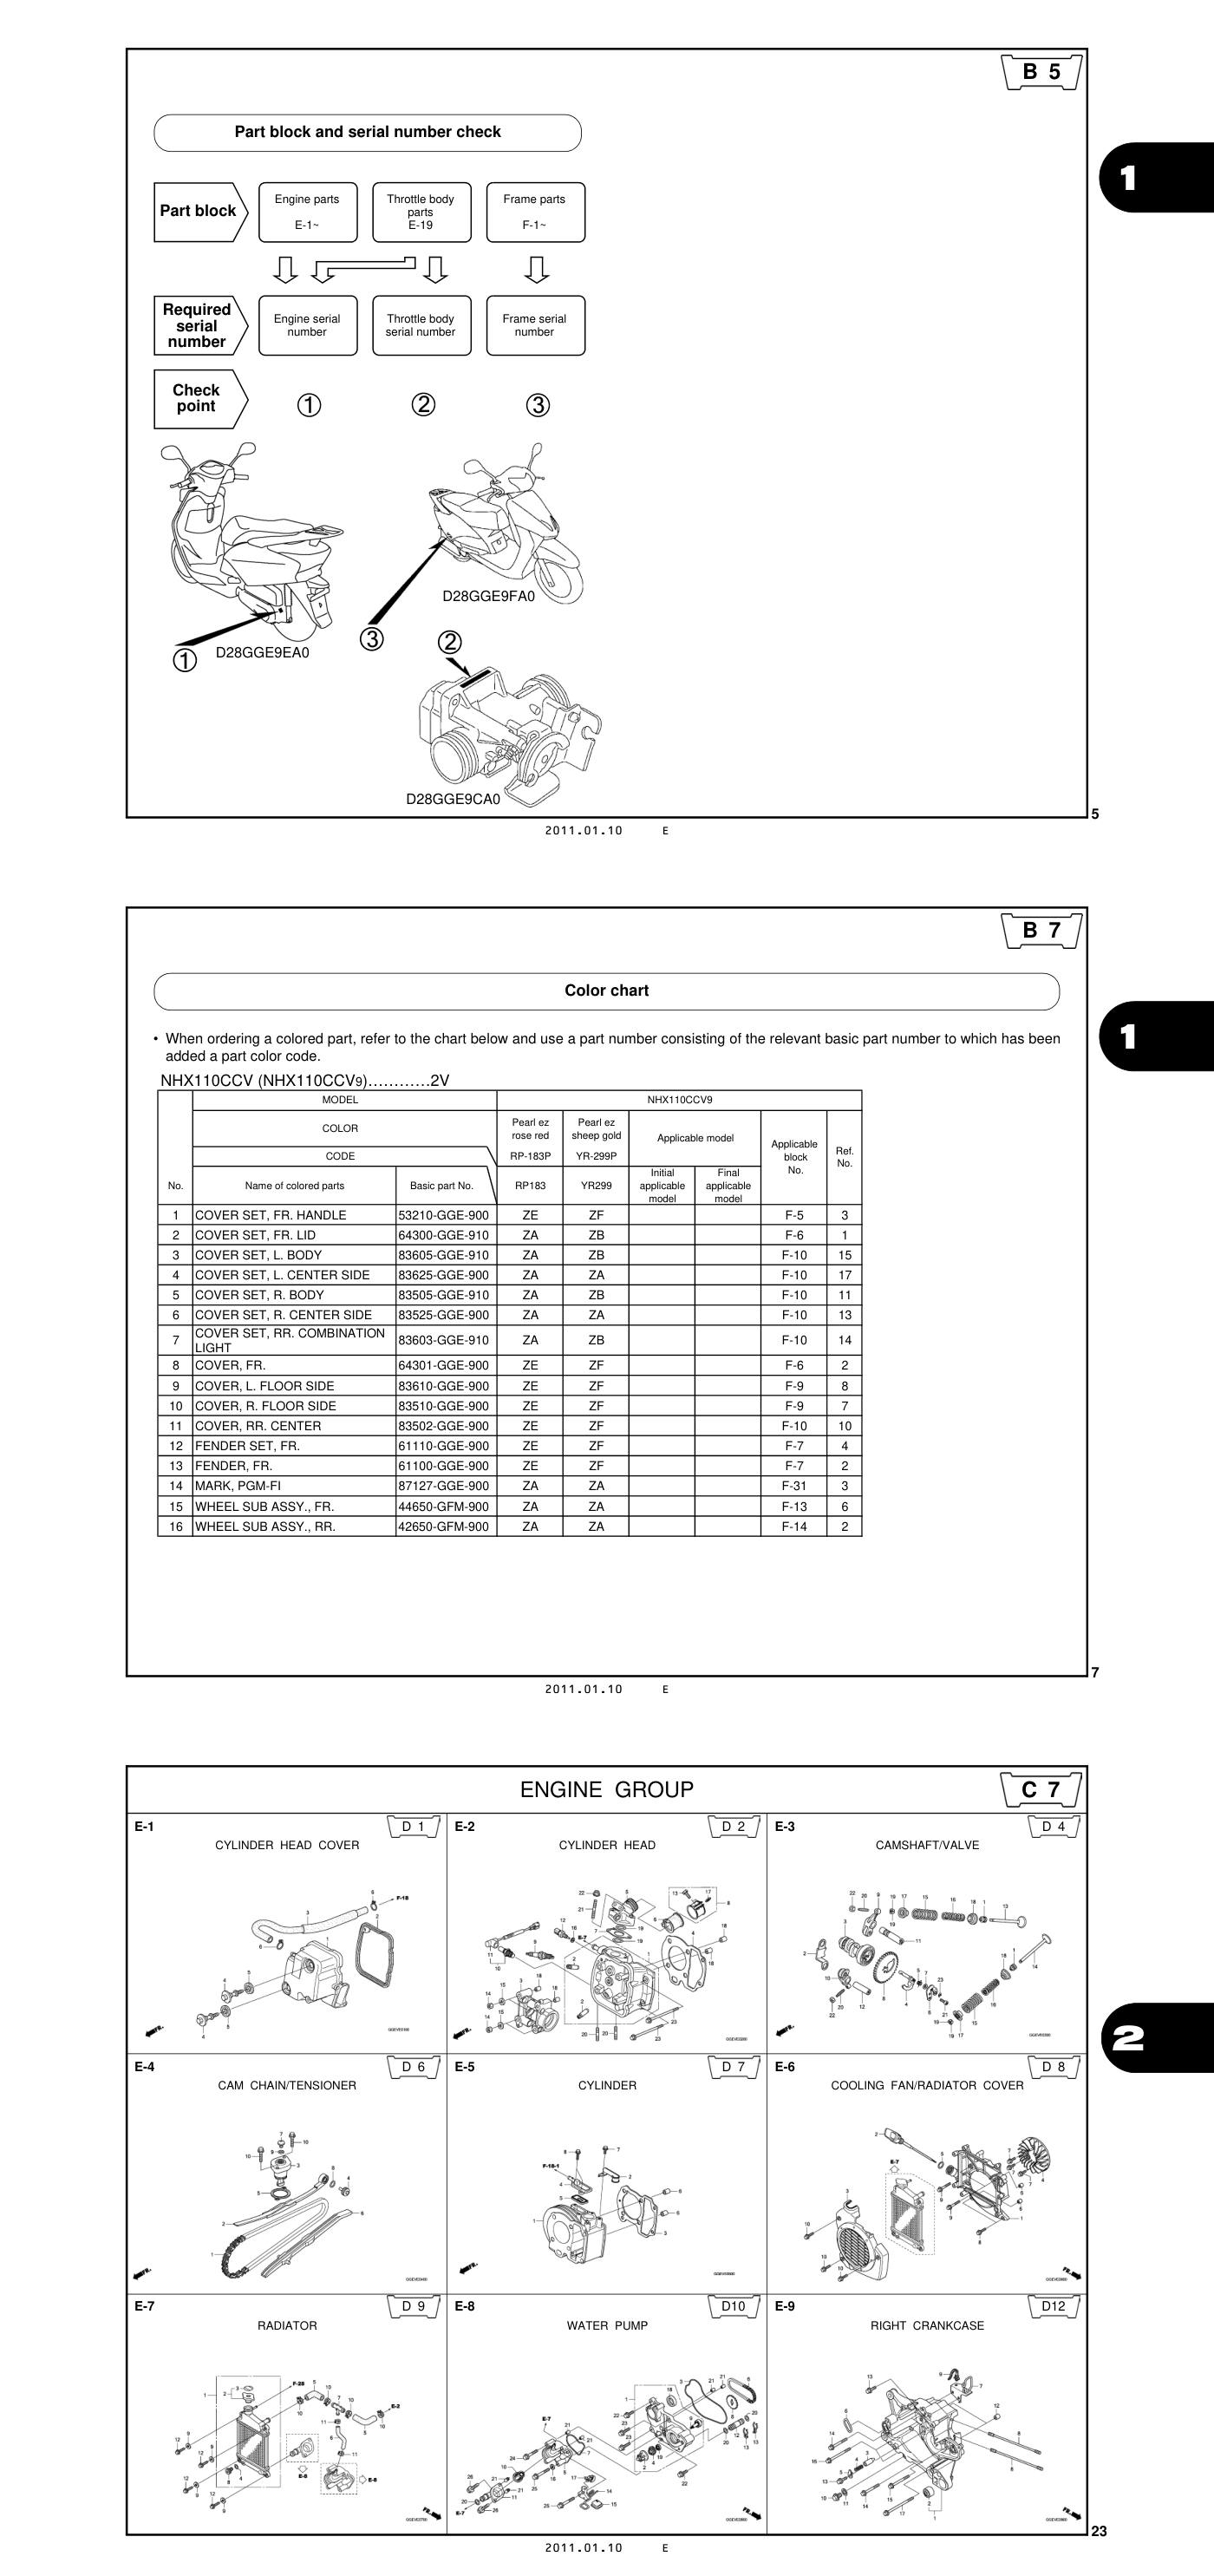 B 5
Part block and serial number check
1
Part block
Engine parts
E-1~
Throttle body
parts
E-19
Frame parts
F-1~
Required
serial
number
Engine serial
number
Throttle body
serial number
Frame serial
number
Check
point
① ② ③
D28GGE9FA0
③
②
① D28GGE9EA0
D28GGE9CA0
5
2011.01.10 E
B 7
Color chart
1
• When ordering a colored part, refer to the chart below and use a part number consisting of the relevant basic part number to which has been
added a part color code.
NHX110CCV (NHX110CCV9)............2V
MODEL NHX110CCV9
COLOR
Pearl ez
rose red
Pearl ez
sheep gold
Applicable model
Applicable
block
No.
Ref.
No.
CODE RP-183P YR-299P
No. Name of colored parts Basic part No. RP183 YR299
Initial
applicable
model
Final
applicable
model
1 COVER SET, FR. HANDLE 53210-GGE-900 ZE ZF F-5 3
2 COVER SET, FR. LID 64300-GGE-910 ZA ZB F-6 1
3 COVER SET, L. BODY 83605-GGE-910 ZA ZB F-10 15
4 COVER SET, L. CENTER SIDE 83625-GGE-900 ZA ZA F-10 17
5 COVER SET, R. BODY 83505-GGE-910 ZA ZB F-10 11
6 COVER SET, R. CENTER SIDE 83525-GGE-900 ZA ZA F-10 13
7 COVER SET, RR. COMBINATION
LIGHT 83603-GGE-910 ZA ZB F-10 14
8 COVER, FR. 64301-GGE-900 ZE ZF F-6 2
9 COVER, L. FLOOR SIDE 83610-GGE-900 ZE ZF F-9 8
10 COVER, R. FLOOR SIDE 83510-GGE-900 ZE ZF F-9 7
11 COVER, RR. CENTER 83502-GGE-900 ZE ZF F-10 10
12 FENDER SET, FR. 61110-GGE-900 ZE ZF F-7 4
13 FENDER, FR. 61100-GGE-900 ZE ZF F-7 2
14 MARK, PGM-FI 87127-GGE-900 ZA ZA F-31 3
15 WHEEL SUB ASSY., FR. 44650-GFM-900 ZA ZA F-13 6
16 WHEEL SUB ASSY., RR. 42650-GFM-900 ZA ZA F-14 2
7
2011.01.10 E
ENGINE GROUP
C 7
E-1 D 1
CYLINDER HEAD COVER
E-2 D 2
CYLINDER HEAD
E-3 D 4
CAMSHAFT/VALVE
2
E-4 D 6
CAM CHAIN/TENSIONER
E-5 D 7
CYLINDER
E-6 D 8
COOLING FAN/RADIATOR COVER
E-7 D 9
RADIATOR
E-8 D10
WATER PUMP
E-9 D12
RIGHT CRANKCASE
23
2011.01.10 E